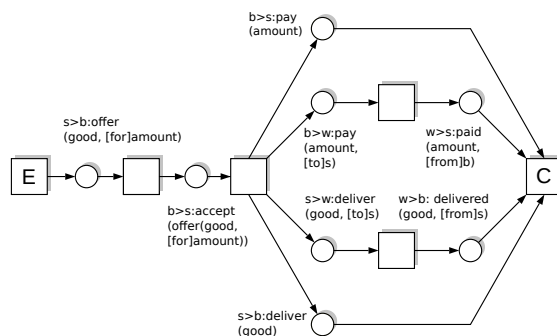 b>s:pay
(amount)
s>b:offer
(good, [for]amount)
b>w:pay
(amount,
[to]s)
w>s:paid
(amount,
[from]b)
E
C
b>s:accept
(offer(good,
[for]amount))
s>w:deliver
(good, [to]s)
w>b: delivered
(good, [from]s)
s>b:deliver
(good)